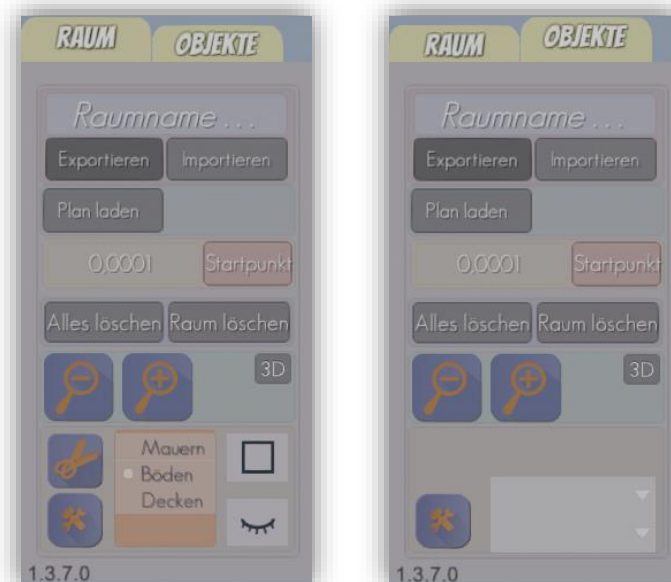 RAUM OBJEKTE
Raumname ...
Exportieren Importieren
Plan laden
0,0001 Startpunkt
Alles löschen Raum löschen
3D
Mauern
Böden
Decken
1.3.7.0
RAUM OBJEKTE
Raumname ...
Exportieren Importieren
Plan laden
0,0001 Startpunkt
Alles löschen Raum löschen
3D
1.3.7.0